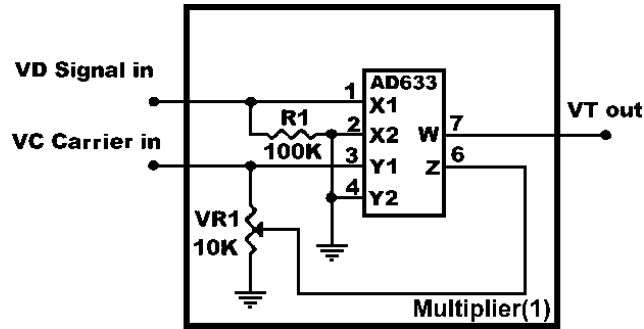 VD Signal in
VC Carrier in
R1
100K
VR1
10K
AD633
1
X1
2
X2
3
Y1
4
Y2
W
7
Z
6
VT out
Multiplier(1)